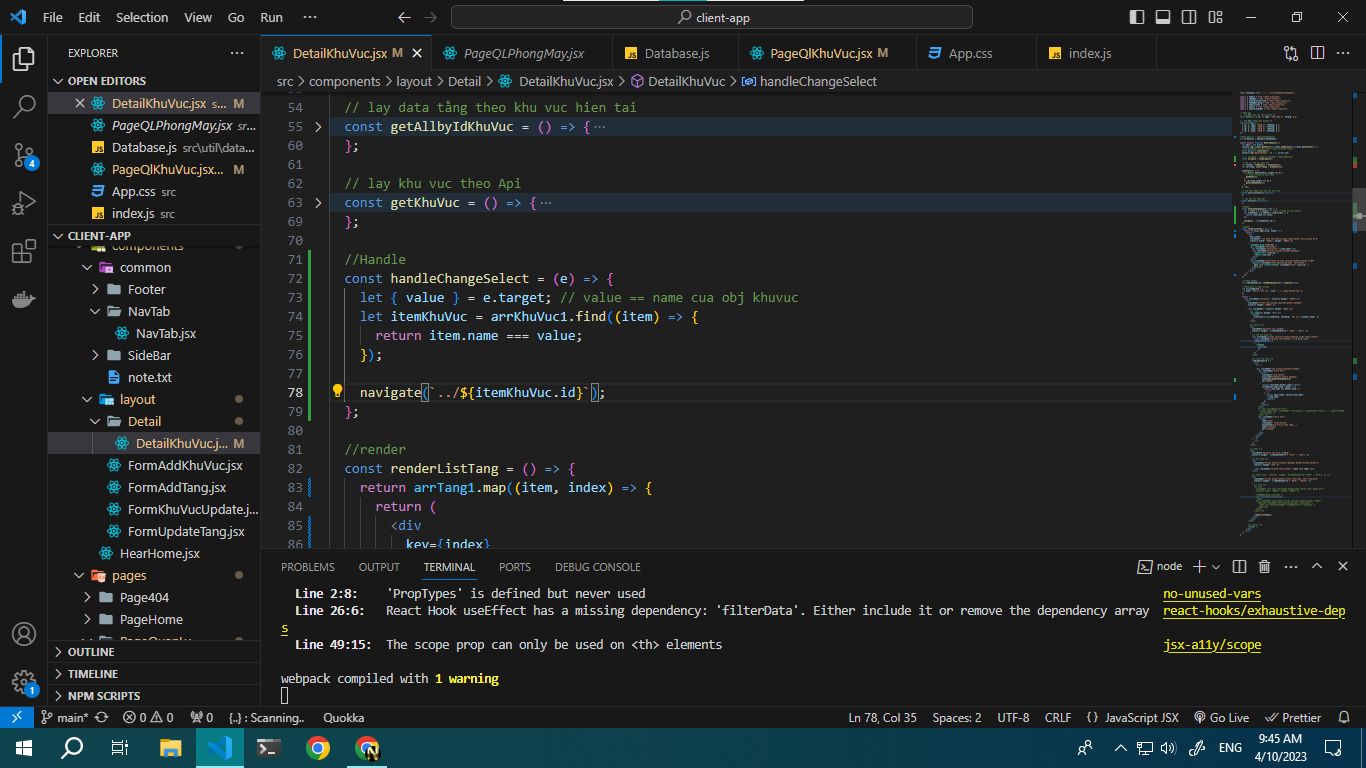 File Edit Selection View Go Run ··· client-app
EXPLORER ···
OPEN EDITORS
DetailKhuVuc.jsx s... M
PageQLPhongMay.jsx sr...
Database.js src\util\data...
PageQlKhuVuc.jsx... M
App.css src
index.js src
CLIENT-APP
components
common
Footer
NavTab
NavTab.jsx
SideBar
note.txt
layout
Detail
DetailKhuVuc.j... M
FormAddKhuVuc.jsx
FormAddTang.jsx
FormKhuVucUpdate.j...
FormUpdateTang.jsx
HearHome.jsx
pages
Page404
PageHome
OUTLINE
TIMELINE
NPM SCRIPTS
DetailKhuVuc.jsx M PageQLPhongMay.jsx Database.js PageQlKhuVuc.jsx M App.css index.js ···
src > components > layout > Detail > DetailKhuVuc.jsx > DetailKhuVuc > handleChangeSelect
54 // lay data tầng theo khu vuc hien tai
55 const getAllbyIdKhuVuc = () => {···
60 };
61
62 // lay khu vuc theo Api
63 const getKhuVuc = () => {···
69 };
70
71 //Handle
72 const handleChangeSelect = (e) => {
73 let { value } = e.target; // value == name cua obj khuvuc
74 let itemKhuVuc = arrKhuVuc1.find((item) => {
75 return item.name === value;
76 });
77
78 navigate(`../${itemKhuVuc.id}`);
79 };
80
81 //render
82 const renderListTang = () => {
83 return arrTang1.map((item, index) => {
84 return (
85 <div
86 key={index}
PROBLEMS OUTPUT TERMINAL PORTS DEBUG CONSOLE node ···
Line 2:8: 'PropTypes' is defined but never used no-unused-vars
Line 26:6: React Hook useEffect has a missing dependency: 'filterData'. Either include it or remove the dependency array react-hooks/exhaustive-dep
s
Line 49:15: The scope prop can only be used on <th> elements jsx-a11y/scope
webpack compiled with 1 warning
main* 0 0 0 {..} : Scanning.. Quokka Ln 78, Col 35 Spaces: 2 UTF-8 CRLF {} JavaScript JSX Go Live Prettier
4
1
ENG 9:45 AM
4/10/2023